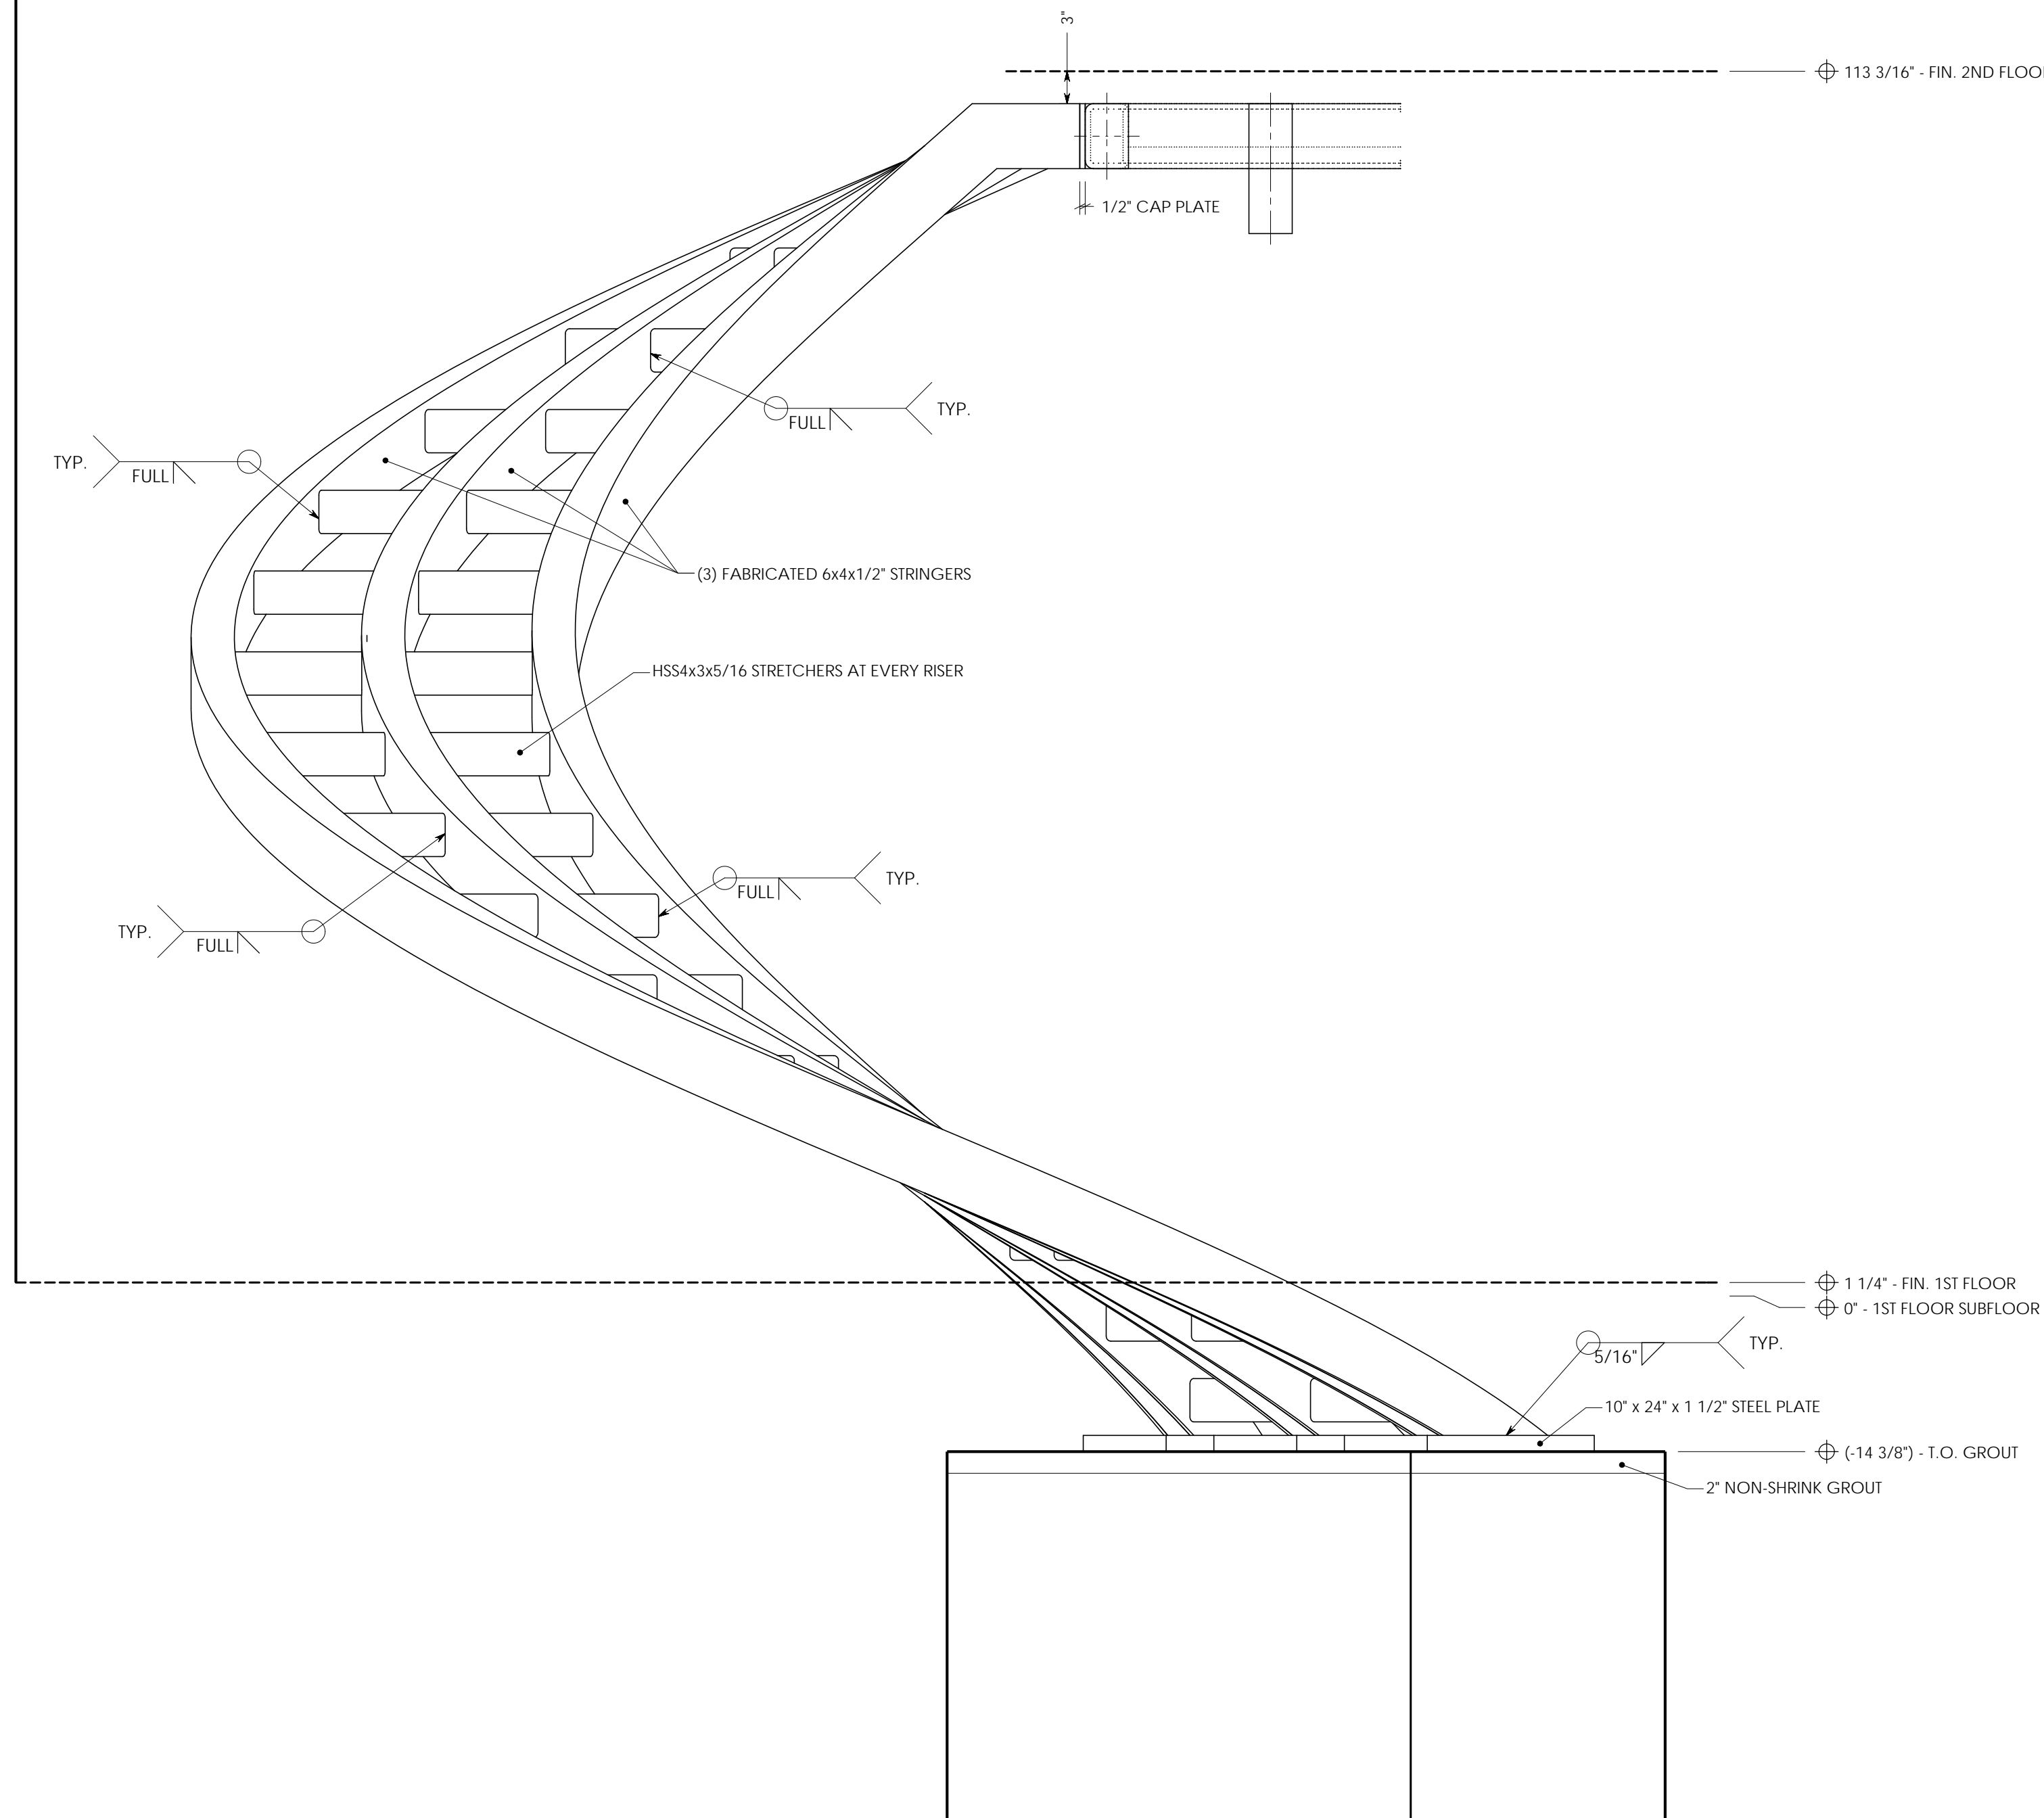 3"
113 3/16" - FIN. 2ND FLOO
1/2" CAP PLATE
FULL TYP.
TYP. FULL
(3) FABRICATED 6x4x1/2" STRINGERS
HSS4x3x5/16 STRETCHERS AT EVERY RISER
FULL TYP.
TYP. FULL
1 1/4" - FIN. 1ST FLOOR
0" - 1ST FLOOR SUBFLOOR
5/16" TYP.
10" x 24" x 1 1/2" STEEL PLATE
(-14 3/8") - T.O. GROUT
2" NON-SHRINK GROUT